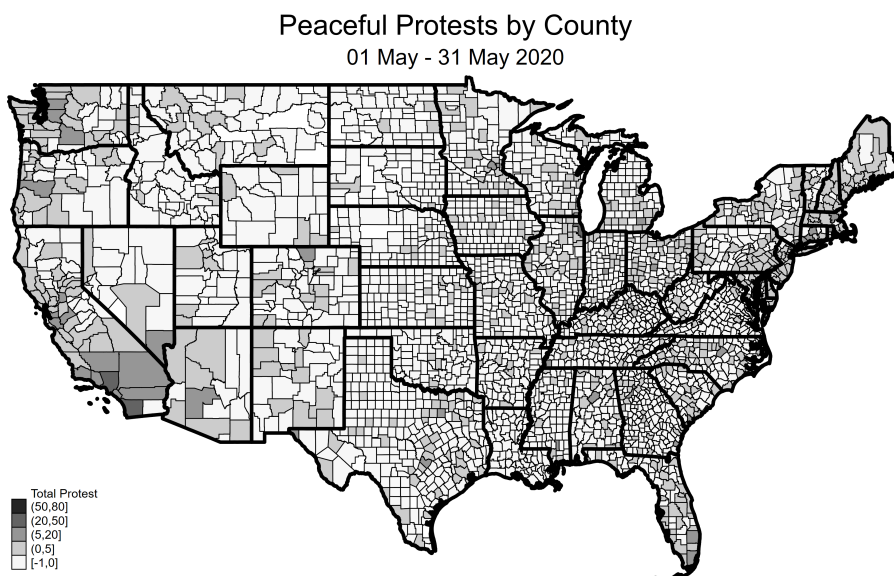 Peaceful Protests by County
01 May - 31 May 2020
Total Protest
(50,80]
(20,50]
(5,20]
(0,5]
[-1,0]